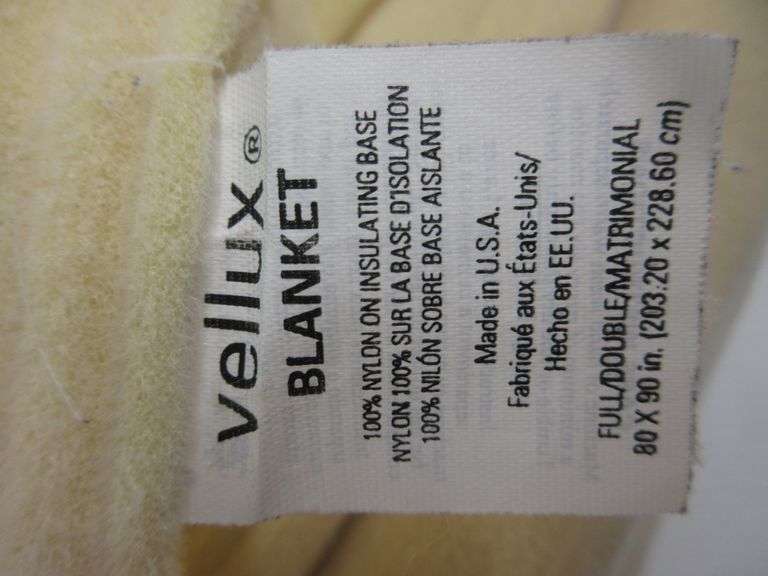 vellux®
BLANKET
100% NYLON ON INSULATING BASE
NYLON 100% SUR LA BASE D'ISOLATION
100% NILÓN SOBRE BASE AISLANTE
Made in U.S.A.
Fabriqué aux États-Unis/
Hecho en EE.UU.
FULL/DOUBLE/MATRIMONIAL
80 X 90 in. (203.20 x 228.60 cm)